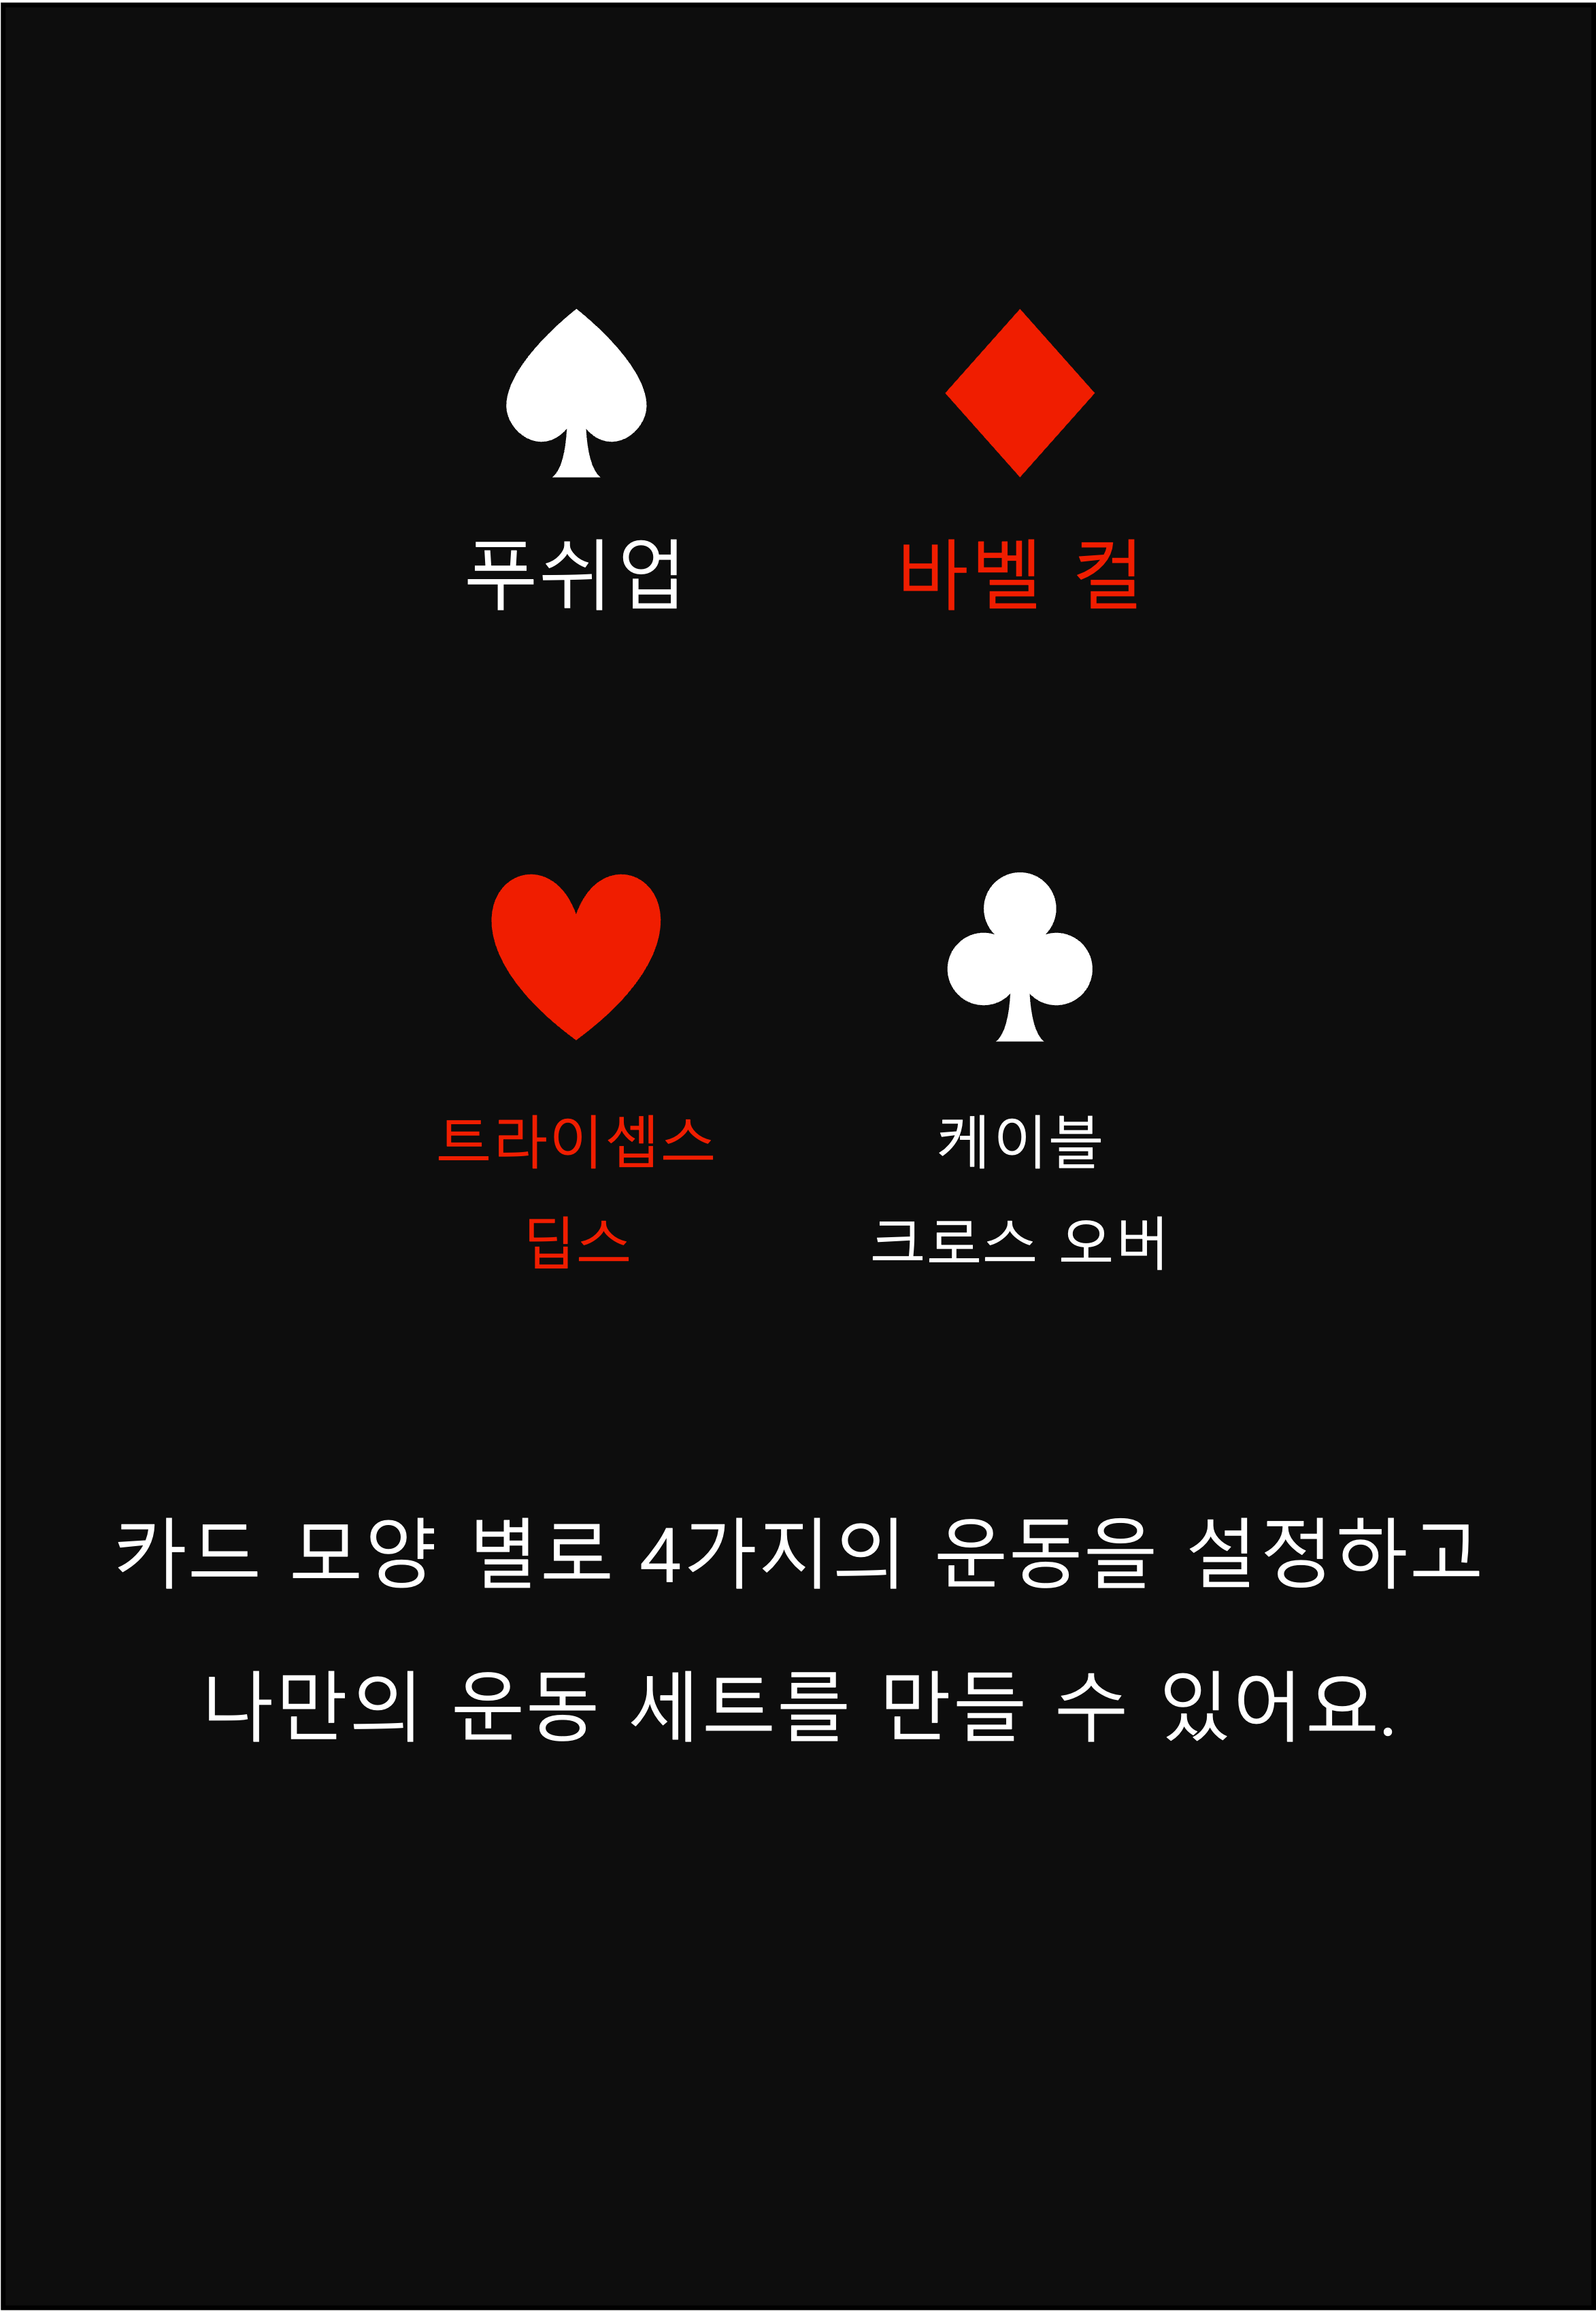 푸쉬업
바벨 컬
트라이셉스
딥스
케이블
크로스 오버
카드 모양 별로 4가지의 운동을 설정하고
나만의 운동 세트를 만들 수 있어요.